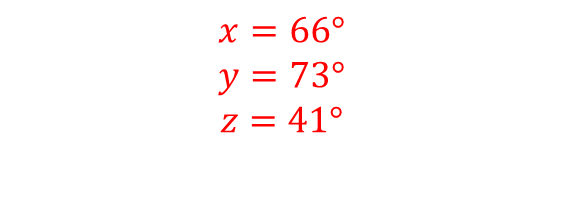 x = 66°
y = 73°
z = 41°